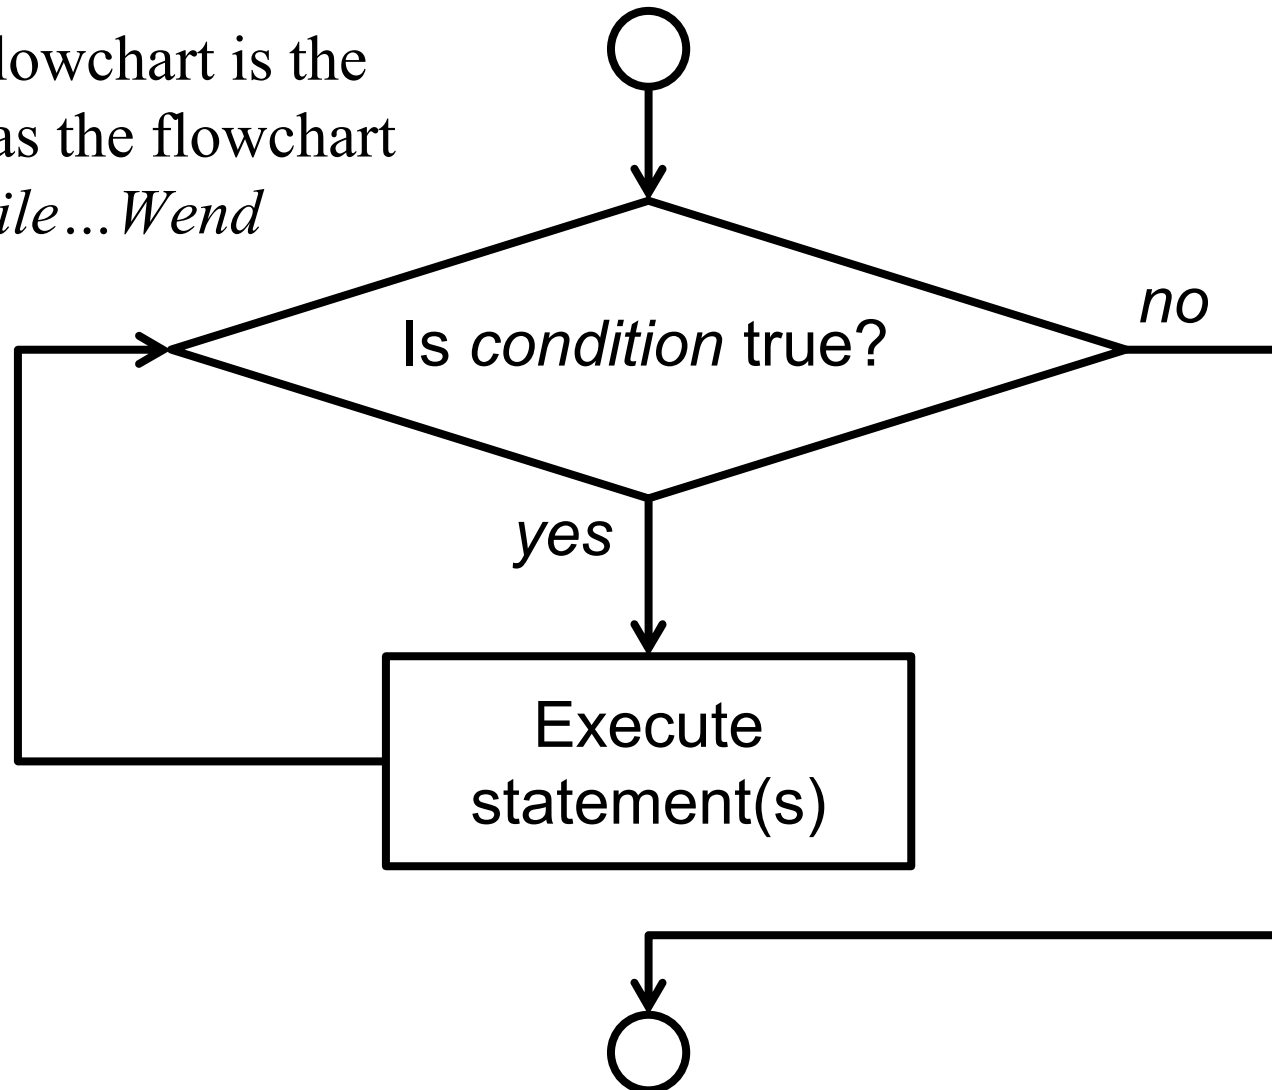 lowchart is the
as the flowchart
ile…Wend
no
Is condition true?
yes
Execute
statement(s)